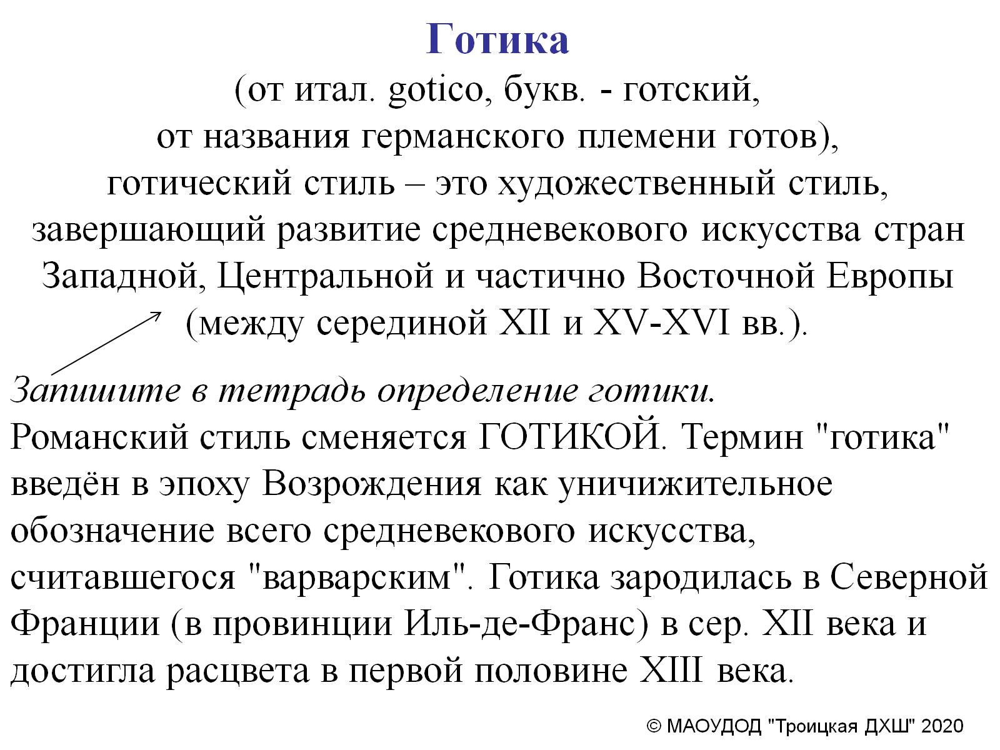 Готика
(от итал. gotico, букв. - готский,
от названия германского племени готов),
готический стиль – это художественный стиль,
завершающий развитие средневекового искусства стран
Западной, Центральной и частично Восточной Европы
(между серединой XII и XV-XVI вв.).
Запишите в тетрадь определение готики.
Романский стиль сменяется ГОТИКОЙ. Термин "готика"
введён в эпоху Возрождения как уничижительное
обозначение всего средневекового искусства,
считавшегося "варварским". Готика зародилась в Северной
Франции (в провинции Иль-де-Франс) в сер. XII века и
достигла расцвета в первой половине XIII века.
© МАОУДОД "Троицкая ДХШ" 2020